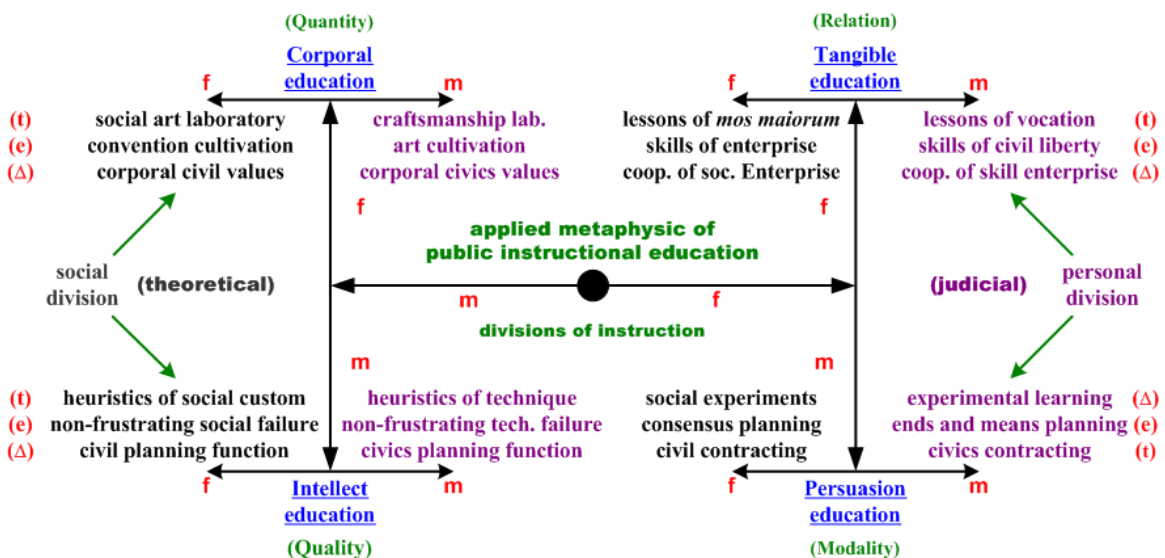 (Quantity)
(Relation)
Corporal
education
Tangible
education
f
m
f
m
(t)
social art laboratory
craftsmanship lab.
lessons of mos maiorum
lessons of vocation
(t)
(e)
convention cultivation
art cultivation
skills of enterprise
skills of civil liberty
(e)
(Δ)
corporal civil values
corporal civics values
coop. of soc. Enterprise
coop. of skill enterprise
(Δ)
f
f
applied metaphysic of
public instructional education
social
division
(theoretical)
(judicial)
personal
division
m
f
divisions of instruction
m
m
(t)
heuristics of social custom
heuristics of technique
social experiments
experimental learning
(Δ)
(e)
non-frustrating social failure
non-frustrating tech. failure
consensus planning
ends and means planning
(e)
(Δ)
civil planning function
civics planning function
civil contracting
civics contracting
(t)
f
m
f
m
Intellect
education
Persuasion
education
(Quality)
(Modality)